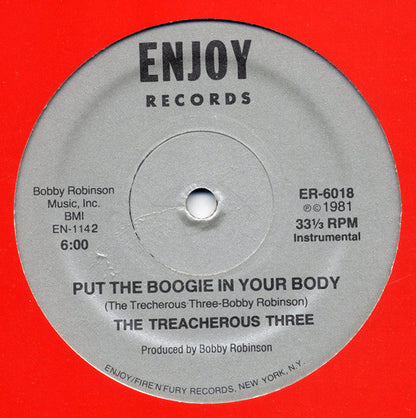 ENJOY
RECORDS
Bobby Robinson
Music, Inc.
BMI
EN-1142
6:00
ER-6018
℗ © 1981
33⅓ RPM
Instrumental
PUT THE BOOGIE IN YOUR BODY
(The Trecherous Three-Bobby Robinson)
THE TREACHEROUS THREE
Produced by Bobby Robinson
ENJOY/FIRE'N'FURY RECORDS, NEW YORK, N.Y.